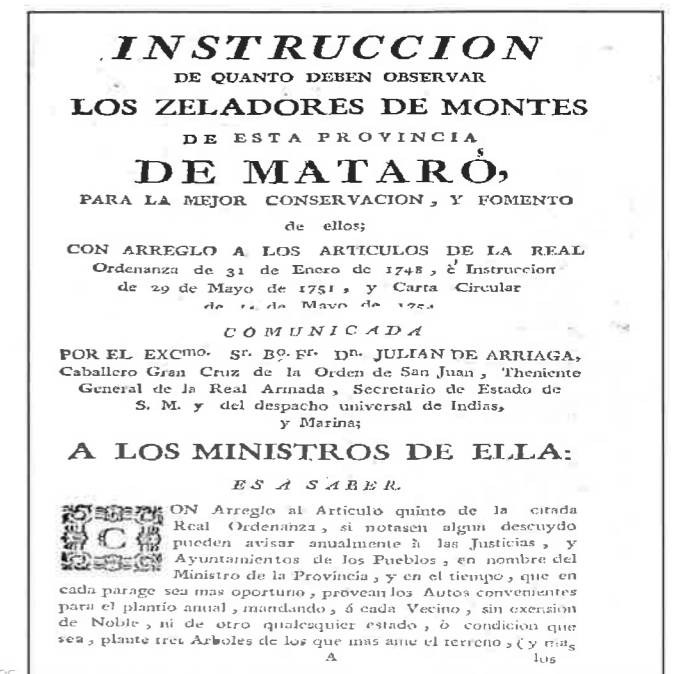 INSTRUCCION
DE QUANTO DEBEN OBSERVAR
LOS ZELADORES DE MONTES
DE ESTA PROVINCIA
DE MATARÓ,
PARA LA MEJOR CONSERVACION, Y FOMENTO
de ellos;
CON ARREGLO A LOS ARTICULOS DE LA REAL
Ordenanza de 31 de Enero de 1748, è Instruccion
de 29 de Mayo de 1751, y Carta Circular
de de Mayo de
COMUNICADA
POR EL EXCmo. Sr. Bo. Fr. Dn. JULIAN DE ARRIAGA,
Caballero Gran Cruz de la Orden de San Juan, Theniente
General de la Real Armada, Secretario de Estado de
S. M. y del despacho universal de Indias,
y Marina;
A LOS MINISTROS DE ELLA:
ES A SABER.
CON Arreglo al Articulo quinto de la citada
Real Ordenanza, si notasen algun descuydo
pueden avisar anualmente à las Justicias, y
Ayuntamientos de los Pueblos, en nombre del
Ministro de la Provincia, y en el tiempo, que en
cada parage sea mas oportuno, provean los Autos convenientes
para el plantío anual, mandando, á cada Vecino, sin exension
de Noble, ni de otro qualesquier estado, ò condicion que
sea, plante tres Arboles de los que mas ame el terreno, (y mas
A los